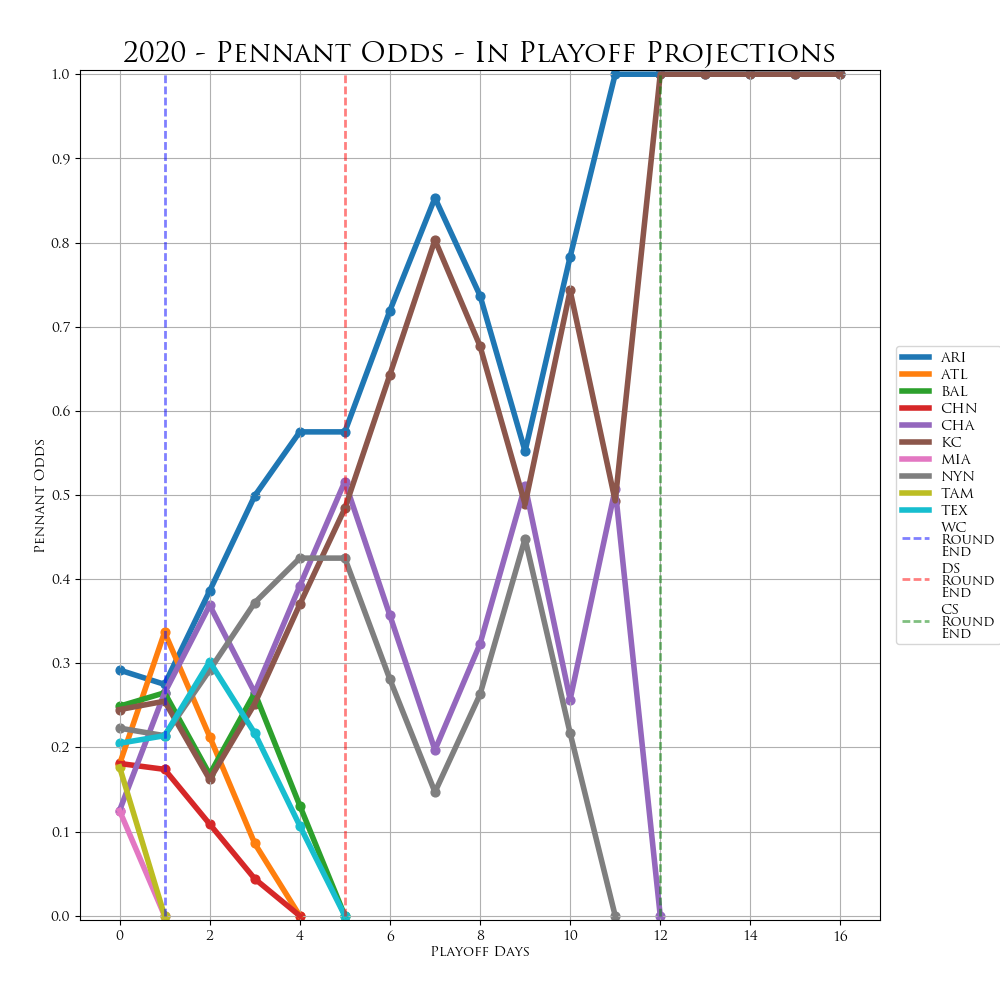 2020 - Pennant Odds - In Playoff Projections
1.0
0.9
0.8
0.7
0.6
0.5
0.4
0.3
0.2
0.1
0.0
Pennant Odds
0 2 4 6 8 10 12 14 16
Playoff Days
ARI
ATL
BAL
CHN
CHA
KC
MIA
NYN
TAM
TEX
WC
Round
End
DS
Round
End
CS
Round
End